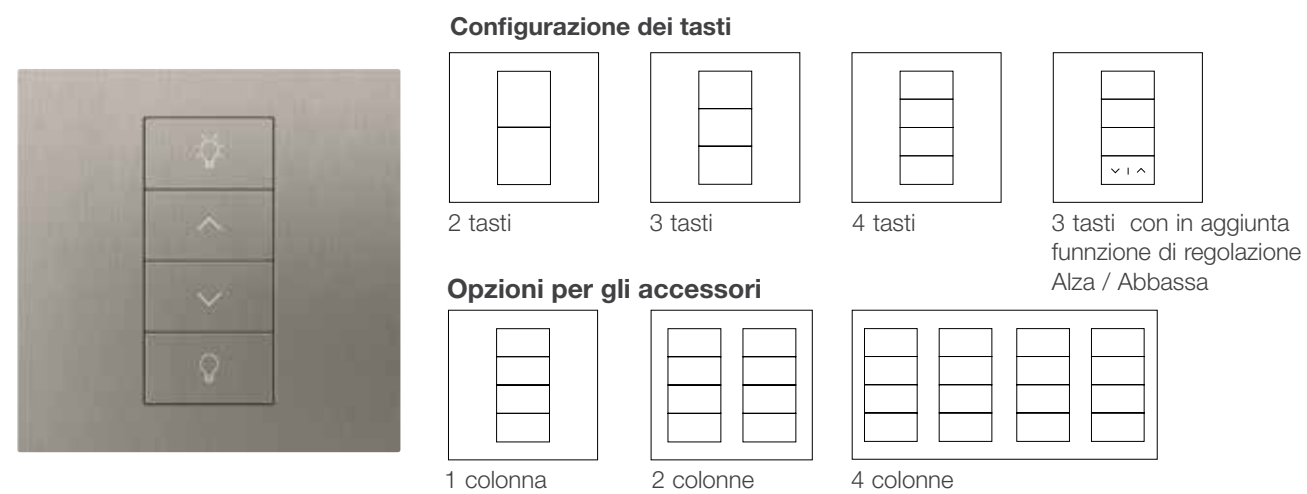 Configurazione dei tasti
2 tasti
3 tasti
4 tasti
3 tasti con in aggiunta
funnzione di regolazione
Alza / Abbassa
Opzioni per gli accessori
1 colonna
2 colonne
4 colonne